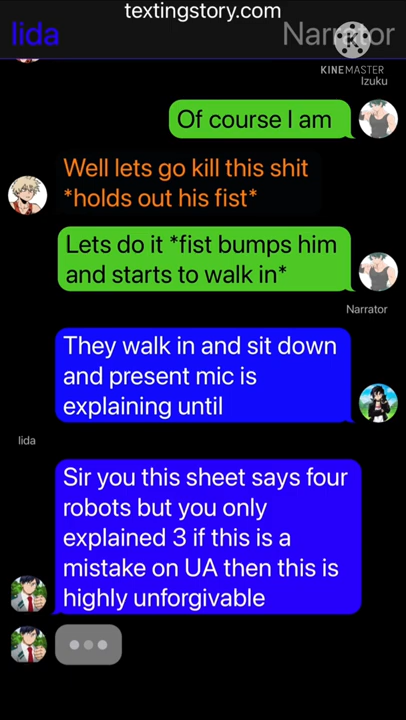 textingstory.com
Iida
Narrator
KINEMASTER
Izuku
Of course I am
Well lets go kill this shit
*holds out his fist*
Lets do it *fist bumps him
and starts to walk in*
Narrator
They walk in and sit down
and present mic is
explaining until
Iida
Sir you this sheet says four
robots but you only
explained 3 if this is a
mistake on UA then this is
highly unforgivable